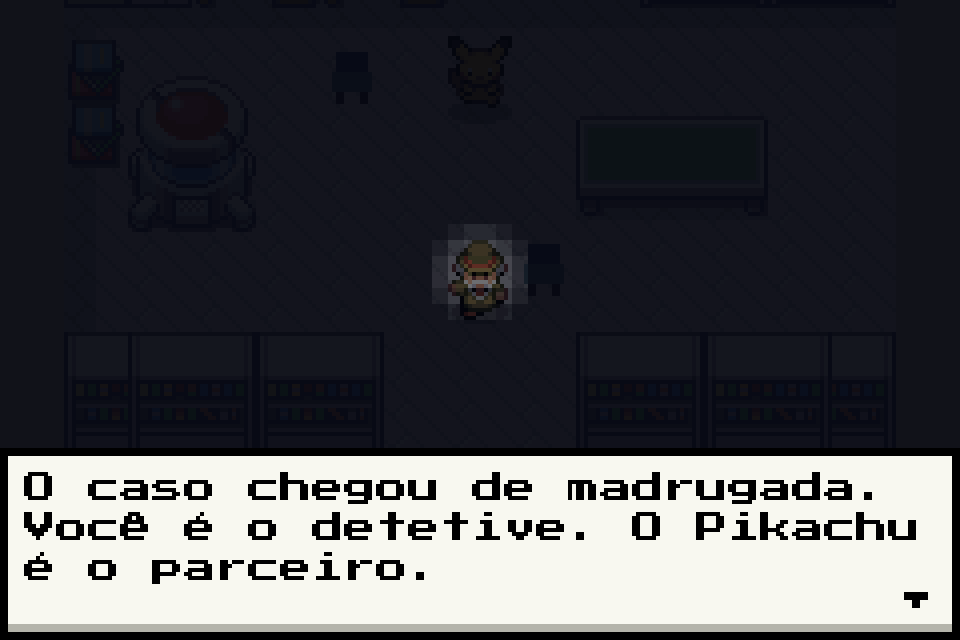 O caso chegou de madrugada.
Você é o detetive. O Pikachu
é o parceiro.